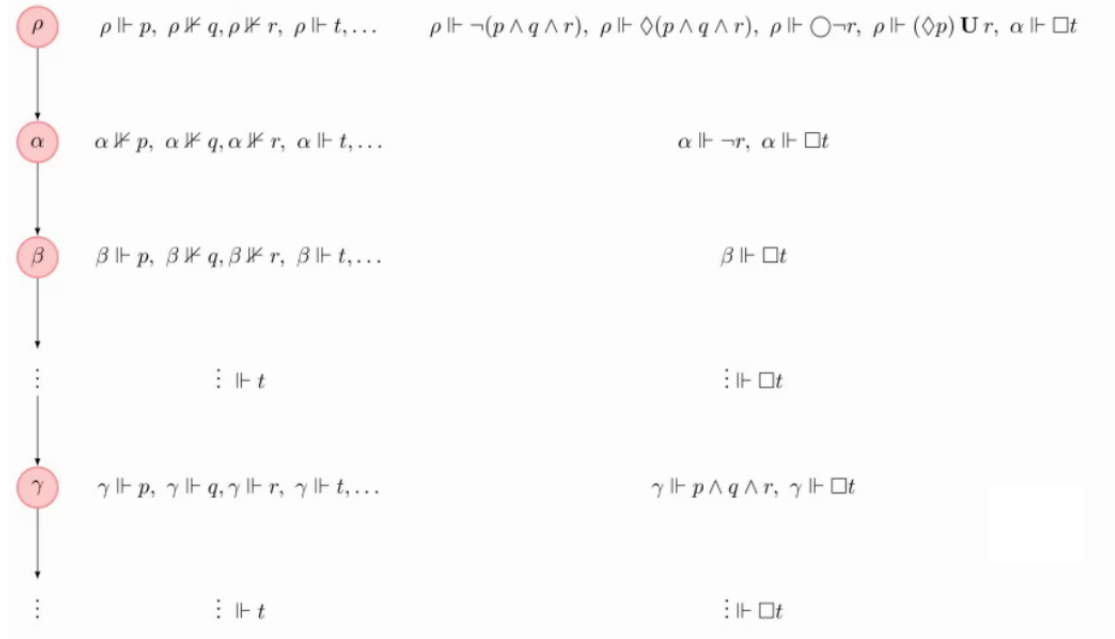 ρ ρ ⊩ p, ρ ⊮ q, ρ ⊮ r, ρ ⊩ t, … ρ ⊩ ¬(p ∧ q ∧ r), ρ ⊩ ◊(p ∧ q ∧ r), ρ ⊩ ◯¬r, ρ ⊩ (◊p) U r, α ⊩ □t
α α ⊮ p, α ⊮ q, α ⊮ r, α ⊩ t, … α ⊩ ¬r, α ⊩ □t
β β ⊩ p, β ⊮ q, β ⊮ r, β ⊩ t, … β ⊩ □t
⋮ ⋮ ⊩ t ⋮ ⊩ □t
γ γ ⊩ p, γ ⊩ q, γ ⊩ r, γ ⊩ t, … γ ⊩ p ∧ q ∧ r, γ ⊩ □t
⋮ ⋮ ⊩ t ⋮ ⊩ □t